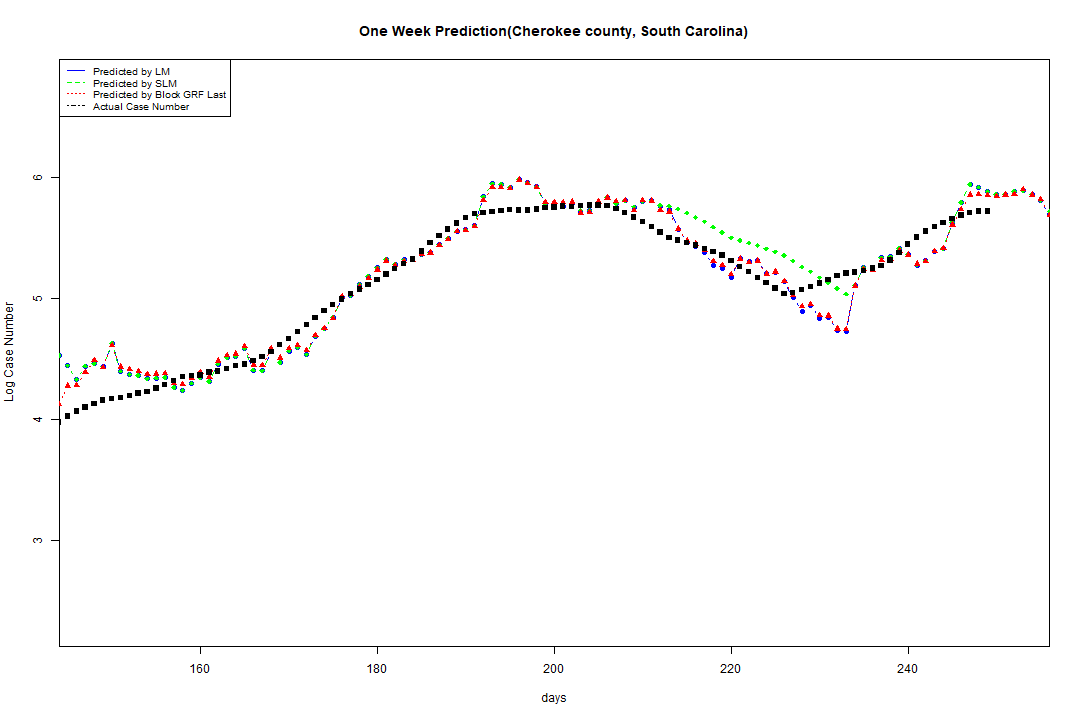 One Week Prediction(Cherokee county, South Carolina)
Predicted by LM
Predicted by SLM
Predicted by Block GRF Last
Actual Case Number
6
5
4
3
Log Case Number
160 180 200 220 240
days